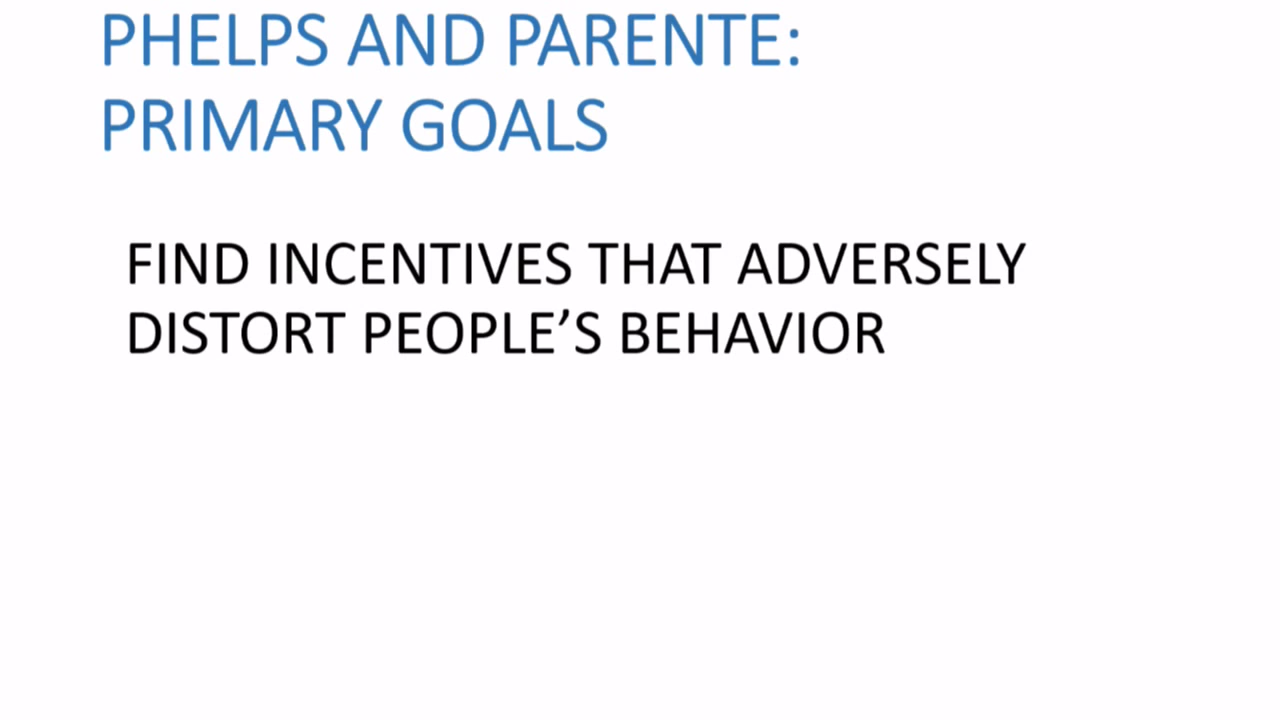 PHELPS AND PARENTE:
PRIMARY GOALS
FIND INCENTIVES THAT ADVERSELY
DISTORT PEOPLE’S BEHAVIOR